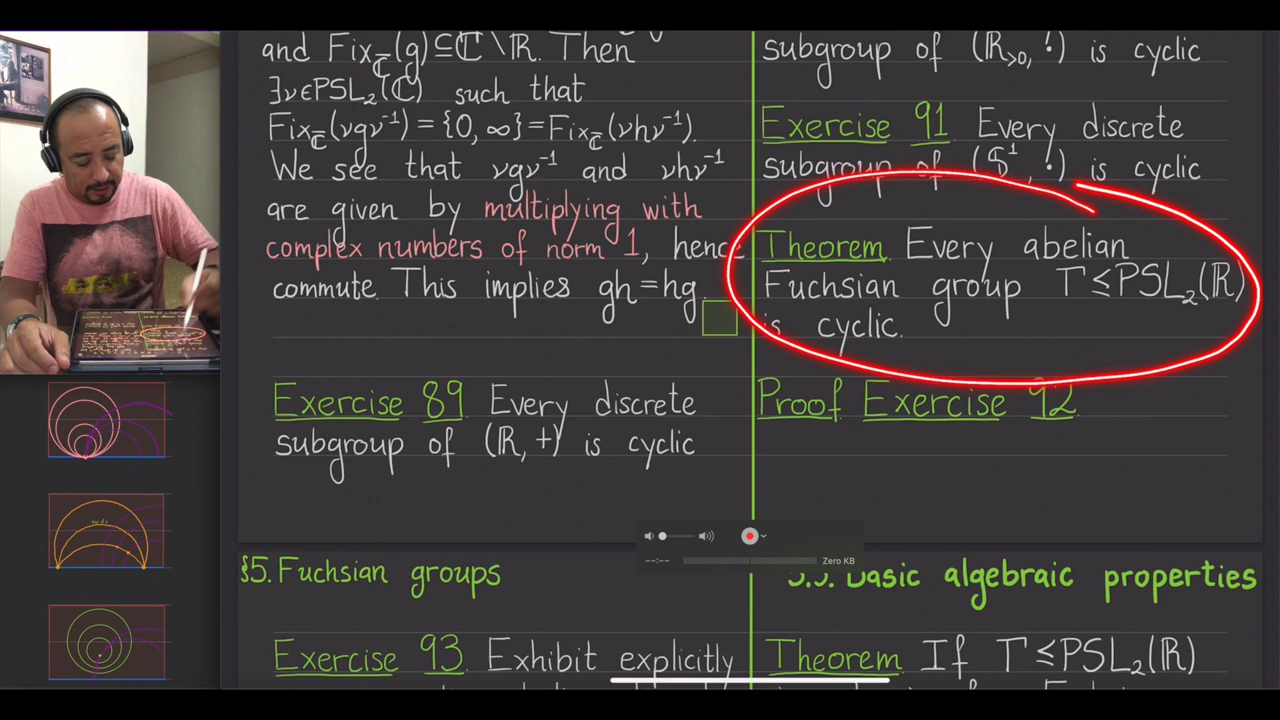 and Fix_ℂ̅(g)⊆ℂ\ℝ. Then
∃ν∈PSL₂(ℂ) such that
Fix_ℂ̅(νgν⁻¹)={0,∞}=Fix_ℂ̅(νhν⁻¹).
We see that νgν⁻¹ and νhν⁻¹
are given by multiplying with
complex numbers of norm 1, hence
commute. This implies gh=hg.
Exercise 89 Every discrete
subgroup of (ℝ,+) is cyclic
subgroup of (ℝ>0,·) is cyclic
Exercise 91. Every discrete
subgroup of (𝕊¹,·) is cyclic
Theorem. Every abelian
Fuchsian group Γ≤PSL₂(ℝ)
is cyclic.
Proof Exercise 92.
Zero KB
§5. Fuchsian groups
Basic algebraic properties
Exercise 93. Exhibit explicitly
Theorem. If Γ≤PSL₂(ℝ)